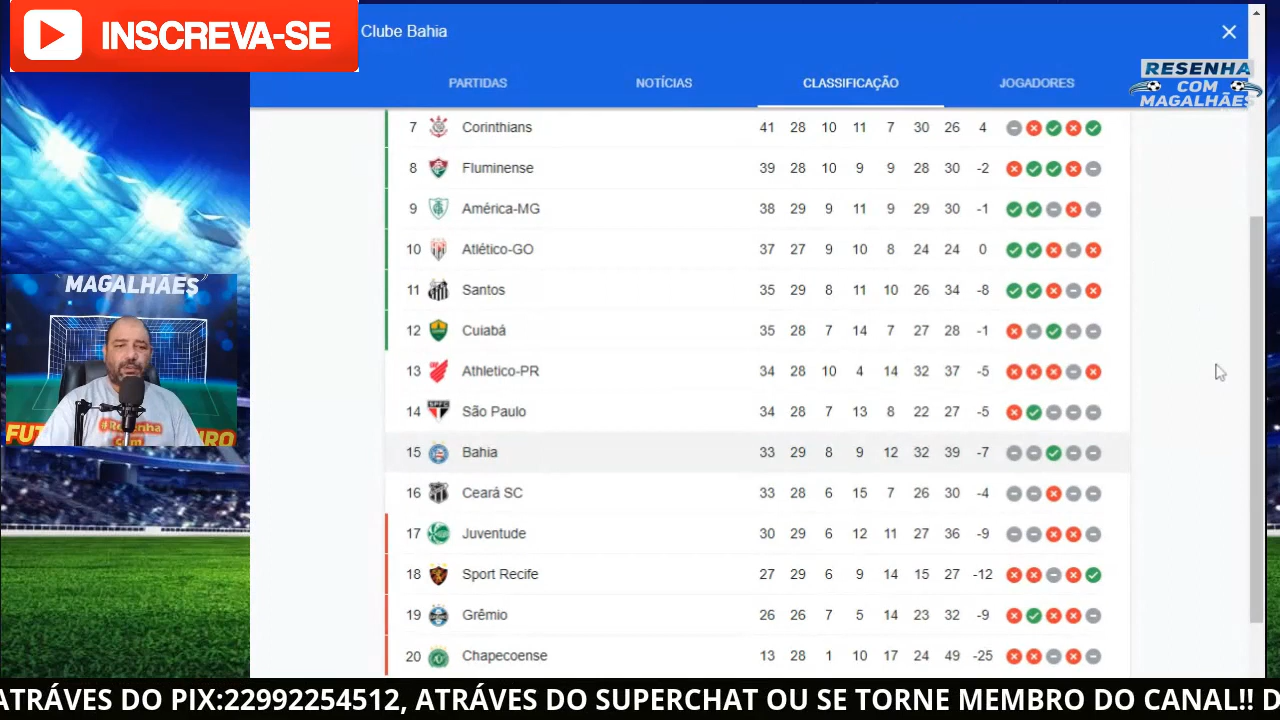 INSCREVA-SE
Clube Bahia
PARTIDAS NOTÍCIAS CLASSIFICAÇÃO JOGADORES
RESENHA
COM
MAGALHÃES
7 Corinthians 41 28 10 11 7 30 26 4
8 Fluminense 39 28 10 9 9 28 30 -2
9 América-MG 38 29 9 11 9 29 30 -1
10 Atlético-GO 37 27 9 10 8 24 24 0
11 Santos 35 29 8 11 10 26 34 -8
12 Cuiabá 35 28 7 14 7 27 28 -1
13 Athletico-PR 34 28 10 4 14 32 37 -5
14 São Paulo 34 28 7 13 8 22 27 -5
15 Bahia 33 29 8 9 12 32 39 -7
16 Ceará SC 33 28 6 15 7 26 30 -4
17 Juventude 30 29 6 12 11 27 36 -9
18 Sport Recife 27 29 6 9 14 15 27 -12
19 Grêmio 26 26 7 5 14 23 32 -9
20 Chapecoense 13 28 1 10 17 24 49 -25
MAGALHÃES
#Resenha
Com
ATRÁVES DO PIX:22992254512, ATRÁVES DO SUPERCHAT OU SE TORNE MEMBRO DO CANAL!! D